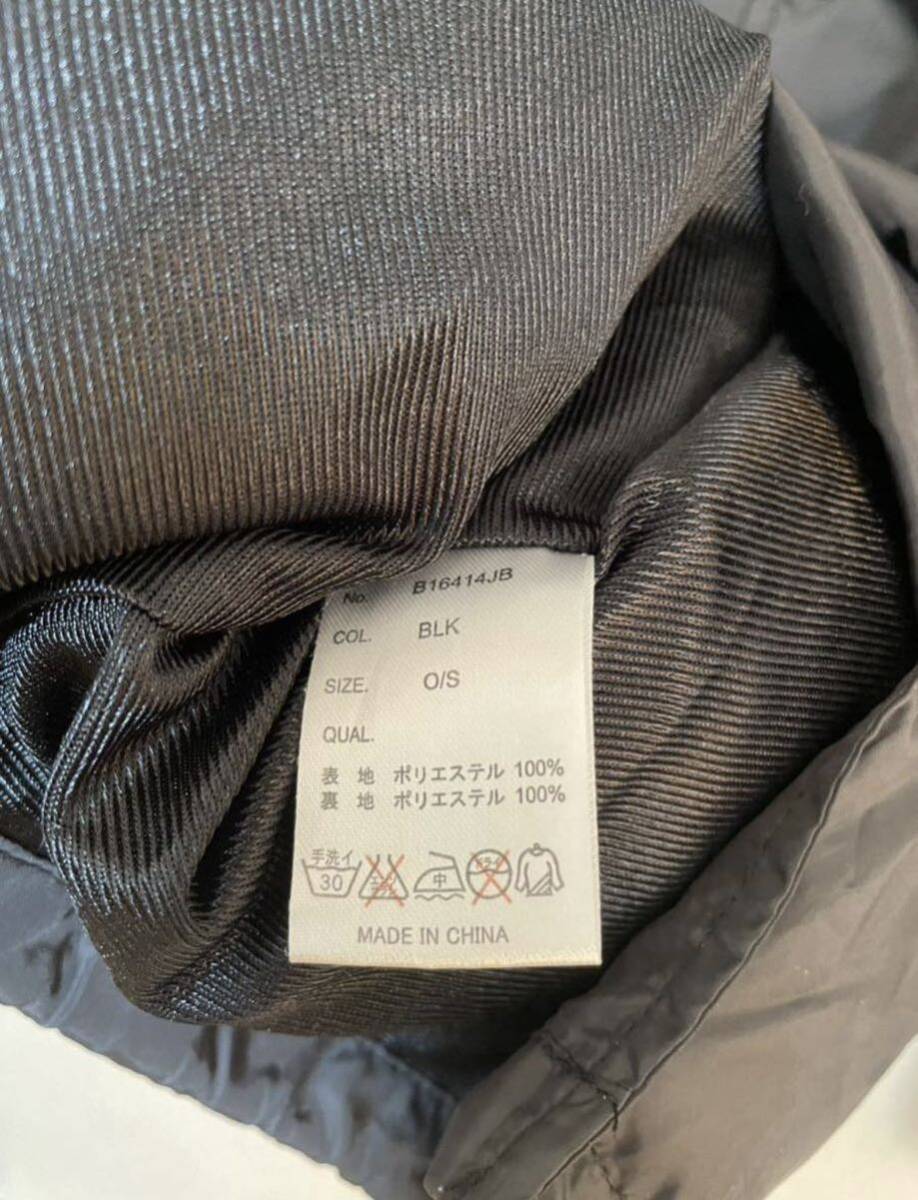 No. B16414JB
COL. BLK
SIZE. O/S
QUAL.
表 地 ポリエステル 100%
裏 地 ポリエステル 100%
手洗イ
30 中
MADE IN CHINA